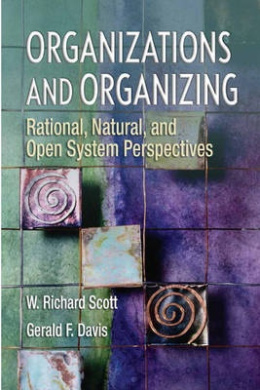 ORGANIZATIONS
AND ORGANIZING
Rational, Natural, and
Open System Perspectives
W. Richard Scott
Gerald F. Davis